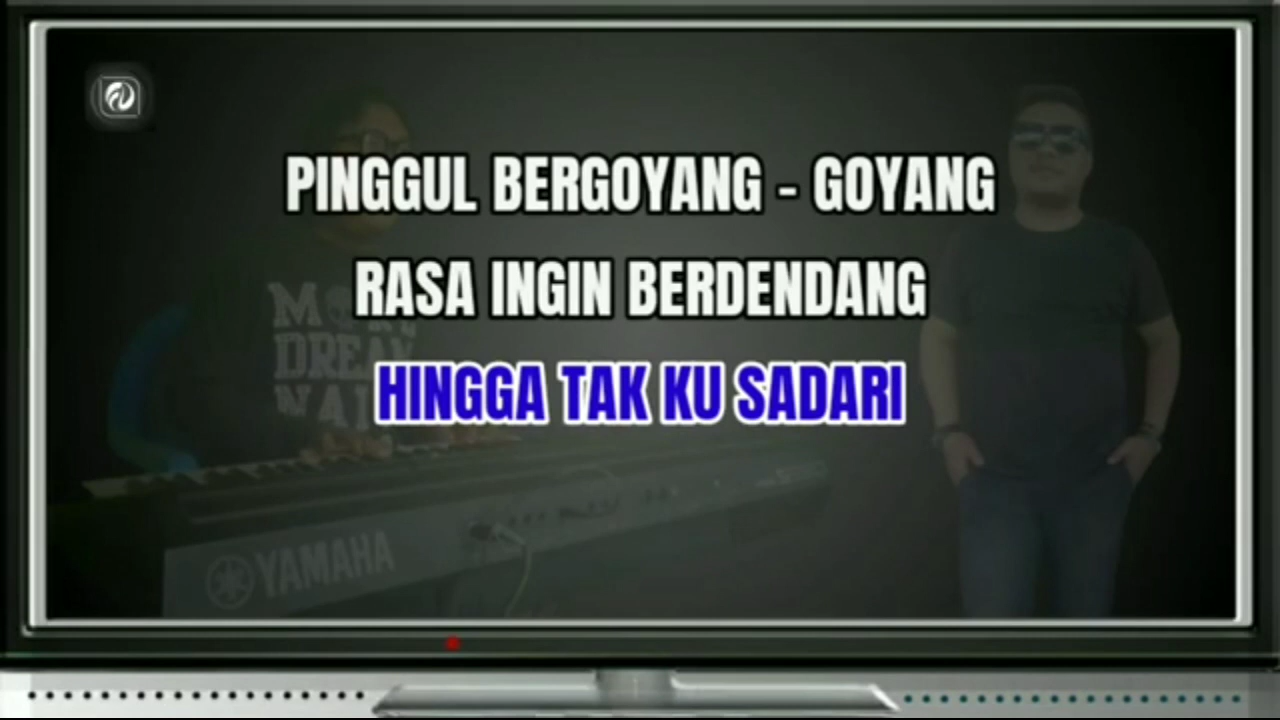 PINGGUL BERGOYANG - GOYANG
RASA INGIN BERDENDANG
HINGGA TAK KU SADARI
YAMAHA